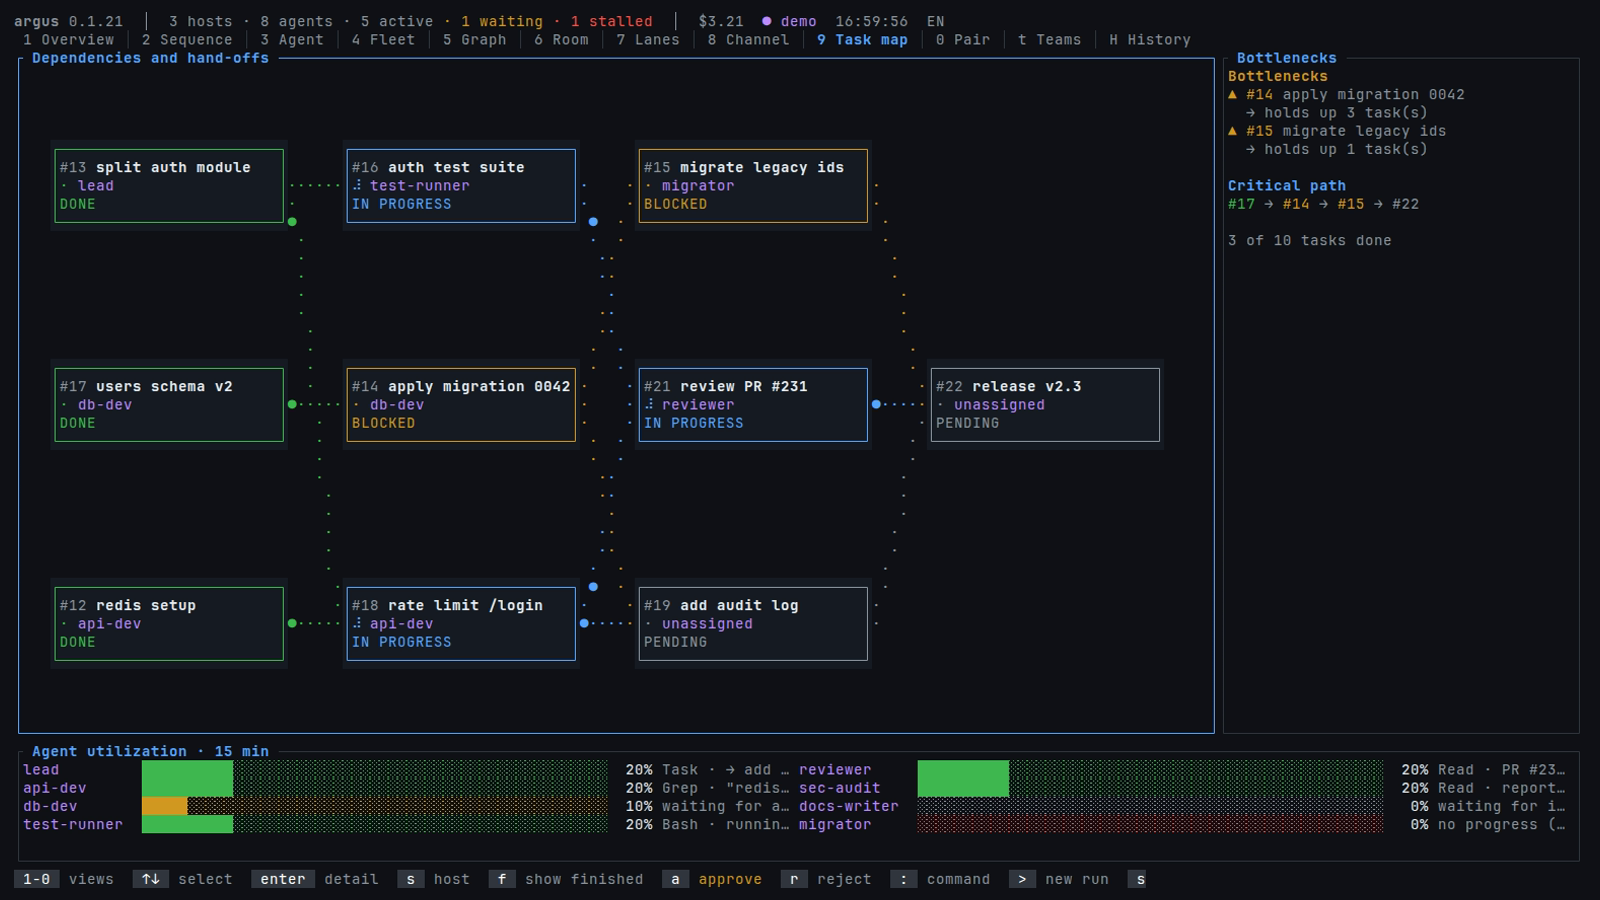 argus 0.1.21 │ 3 hosts · 8 agents · 5 active · 1 waiting · 1 stalled │ $3.21 ● demo 16:59:56 EN
1 Overview │ 2 Sequence │ 3 Agent │ 4 Fleet │ 5 Graph │ 6 Room │ 7 Lanes │ 8 Channel │ 9 Task map │ 0 Pair │ t Teams │ H History
Dependencies and hand-offs
#13 split auth module
· lead
DONE
#16 auth test suite
⠼ test-runner
IN PROGRESS
#15 migrate legacy ids
· migrator
BLOCKED
#17 users schema v2
· db-dev
DONE
#14 apply migration 0042
· db-dev
BLOCKED
#21 review PR #231
⠼ reviewer
IN PROGRESS
#22 release v2.3
· unassigned
PENDING
#12 redis setup
· api-dev
DONE
#18 rate limit /login
⠼ api-dev
IN PROGRESS
#19 add audit log
· unassigned
PENDING
Bottlenecks
Bottlenecks
▲ #14 apply migration 0042
→ holds up 3 task(s)
▲ #15 migrate legacy ids
→ holds up 1 task(s)
Critical path
#17 → #14 → #15 → #22
3 of 10 tasks done
Agent utilization · 15 min
lead 20% Task · → add … reviewer 20% Read · PR #23…
api-dev 20% Grep · "redis… sec-audit 20% Read · report…
db-dev 10% waiting for a… docs-writer 0% waiting for i…
test-runner 20% Bash · runnin… migrator 0% no progress (…
1-0 views ↑↓ select enter detail s host f show finished a approve r reject : command > new run s